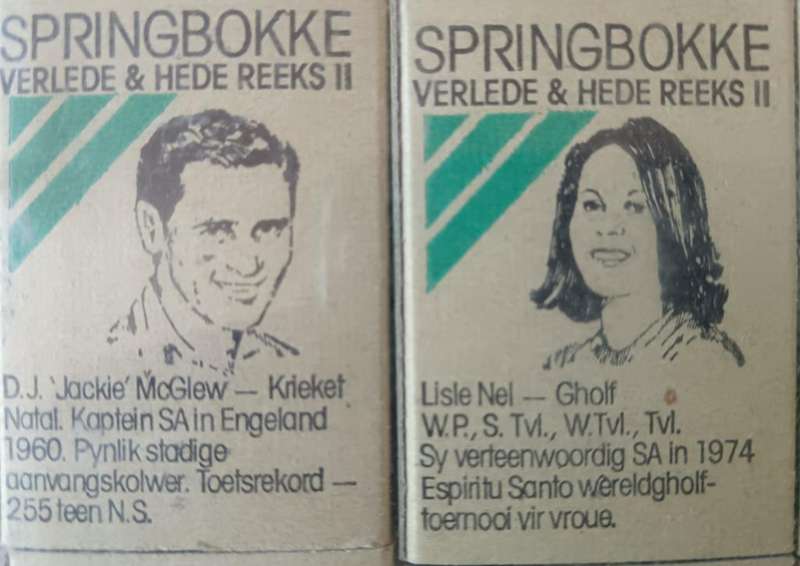 SPRINGBOKKE
VERLEDE & HEDE REEKS II
D.J. 'Jackie' McGlew — Krieket
Natal. Kaptein SA in Engeland
1960. Pynlik stadige
aanvangskolwer. Toetsrekord —
255 teen N.S.
SPRINGBOKKE
VERLEDE & HEDE REEKS II
Lisle Nel — Gholf
W.P., S. Tvl., W.Tvl., Tvl.
Sy verteenwoordig SA in 1974
Espiritu Santo wêreldgholf-
toernooi vir vroue.